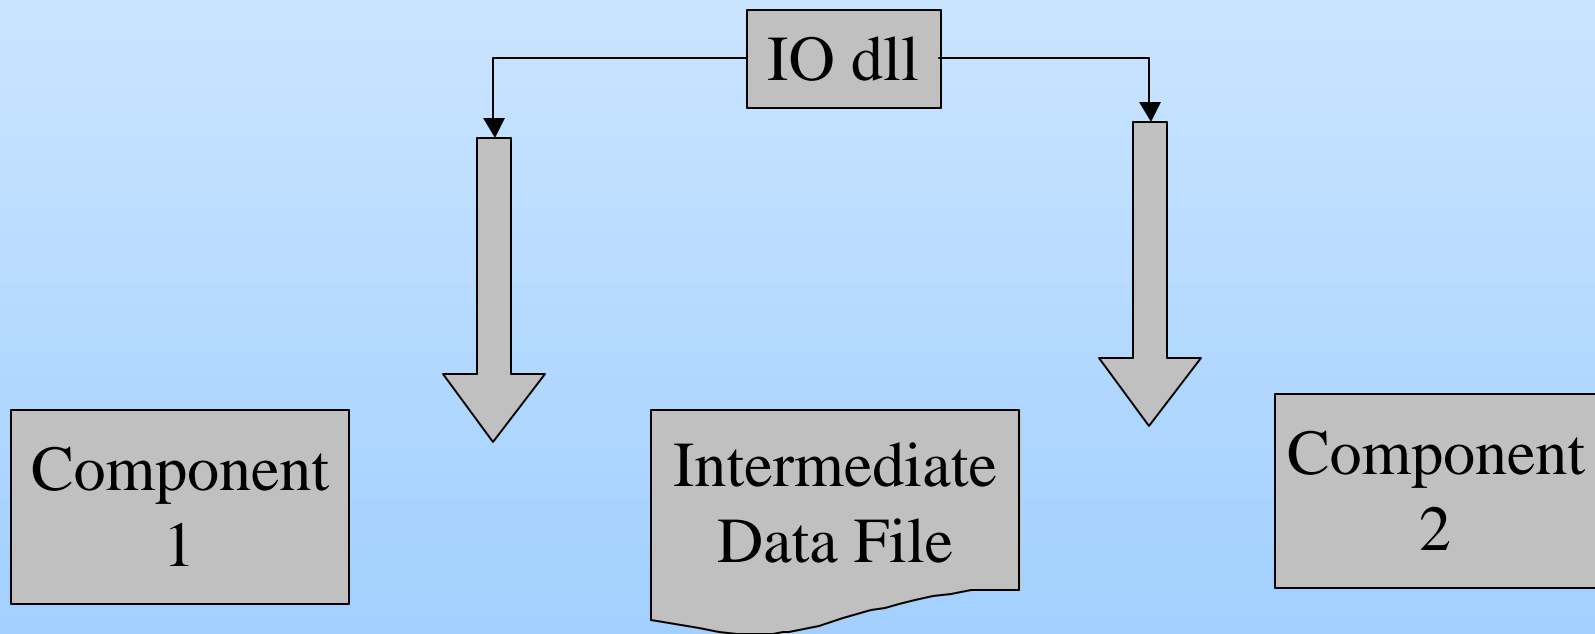 IO dll
Component
1
Intermediate
Data File
Component
2